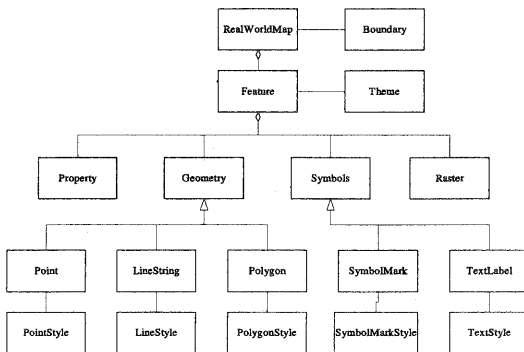 RealWorldMap
Boundary
Feature
Theme
Property
Geometry
Symbols
Raster
Point
LineString
Polygon
SymbolMark
TextLabel
PointStyle
LineStyle
PolygonStyle
SymbolMarkStyle
TextStyle